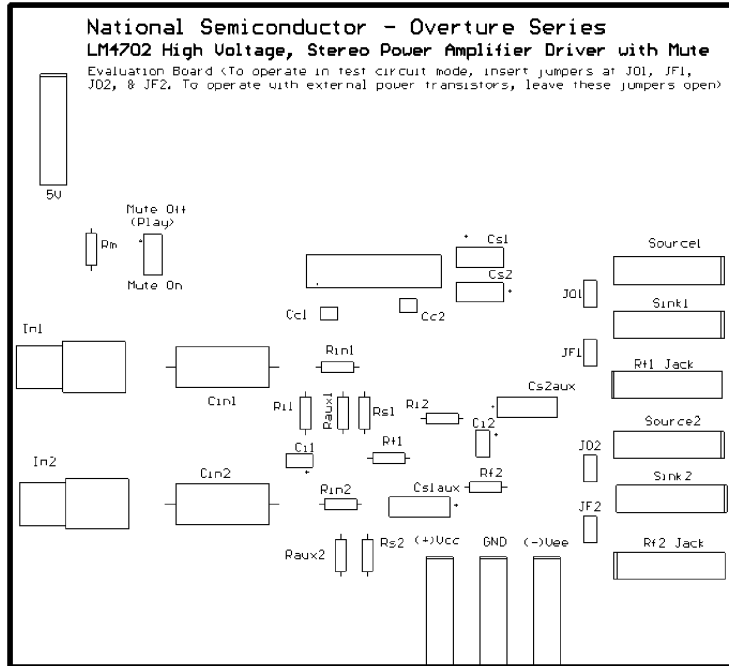 National Semiconductor - Overture Series
LM4702 High Voltage, Stereo Power Amplifier Driver with Mute
Evaluation Board (To operate in test circuit mode, insert jumpers at JO1, JF1,
JO2, & JF2. To operate with external power transistors, leave these jumpers open)
5V
Mute Off
(Play)
Rm
Mute On
Cs1
Cs2
Source1
JO1
Cc1
Cc2
Sink1
In1
Rin1
JF1
Rf1 Jack
Cin1
Ri1
Raux1
Rs1
Ri2
Cs2aux
Source2
Ci2
Ci1
Rf1
JO2
In2
Cin2
Rin2
Cs1aux
Rf2
Sink2
JF2
Raux2
Rs2
(+)Vcc
GND
(-)Vee
Rf2 Jack